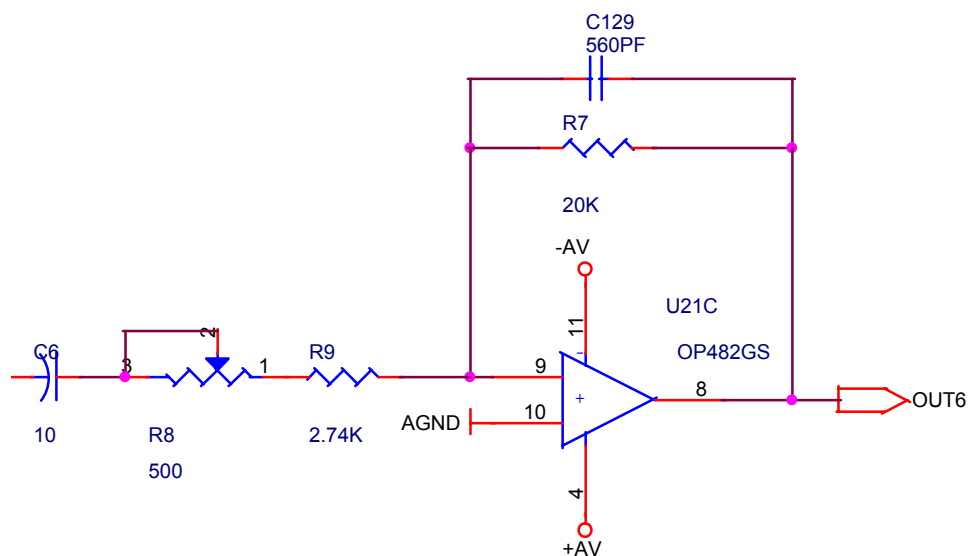 C129
560PF
R7
20K
-AV
11
U21C
OP482GS
-
9
+
10
8
OUT6
AGND
4
+AV
C6
10
3
2
1
R8
500
R9
2.74K